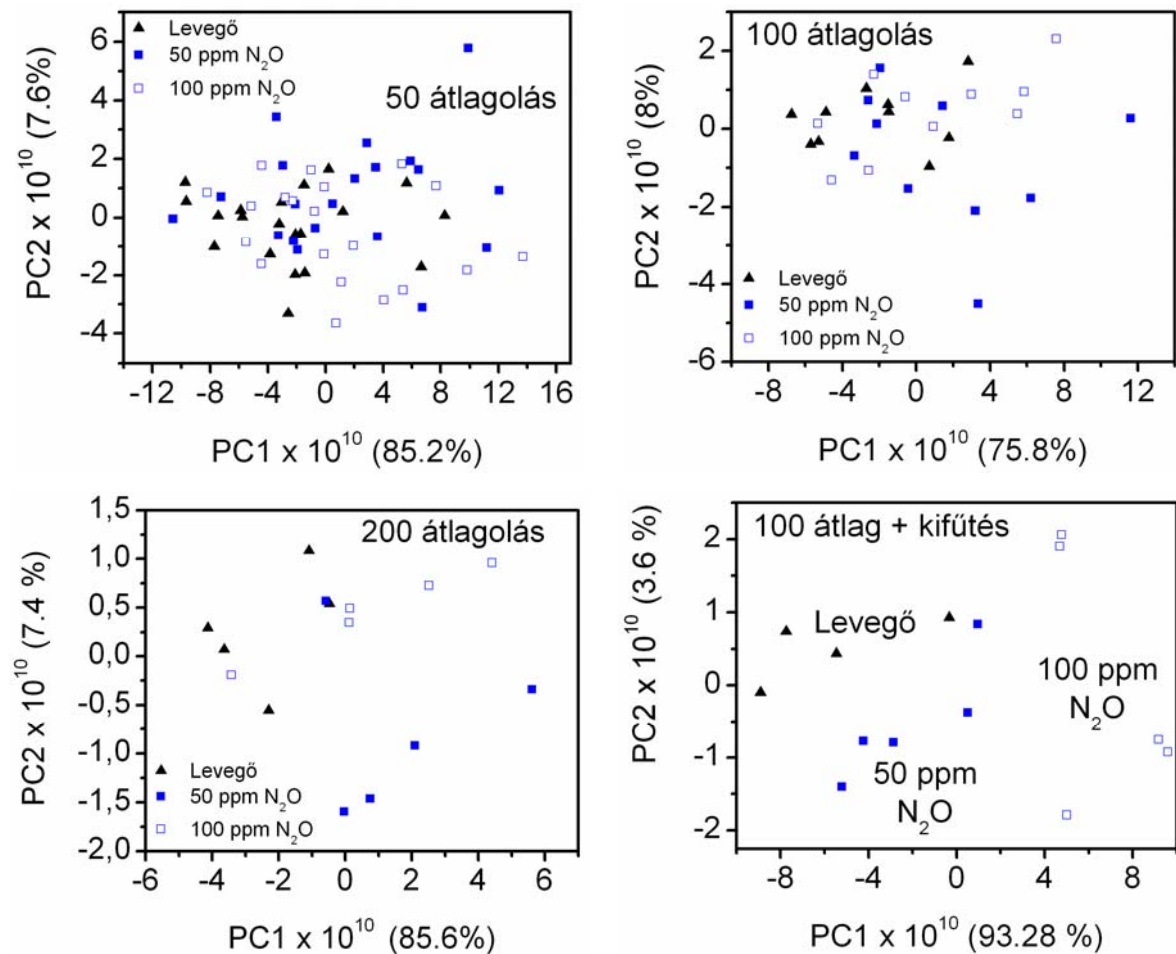 PC2 x 10^10 (7.6%)
6
4
2
0
-2
-4
Levegő
50 ppm N₂O
100 ppm N₂O
50 átlagolás
-12 -8 -4 0 4 8 12 16
PC1 x 10^10 (85.2%)
PC2 x 10^10 (8%)
2
0
-2
-4
-6
100 átlagolás
Levegő
50 ppm N₂O
100 ppm N₂O
-8 -4 0 4 8 12
PC1 x 10^10 (75.8%)
PC2 x 10^10 (7.4 %)
1,5
1,0
0,5
0,0
-0,5
-1,0
-1,5
-2,0
200 átlagolás
Levegő
50 ppm N₂O
100 ppm N₂O
-6 -4 -2 0 2 4 6
PC1 x 10^10 (85.6%)
PC2 x 10^10 (3.6 %)
2
1
0
-1
-2
100 átlag + kifűtés
Levegő
100 ppm
N₂O
50 ppm
N₂O
-8 -4 0 4 8
PC1 x 10^10 (93.28 %)